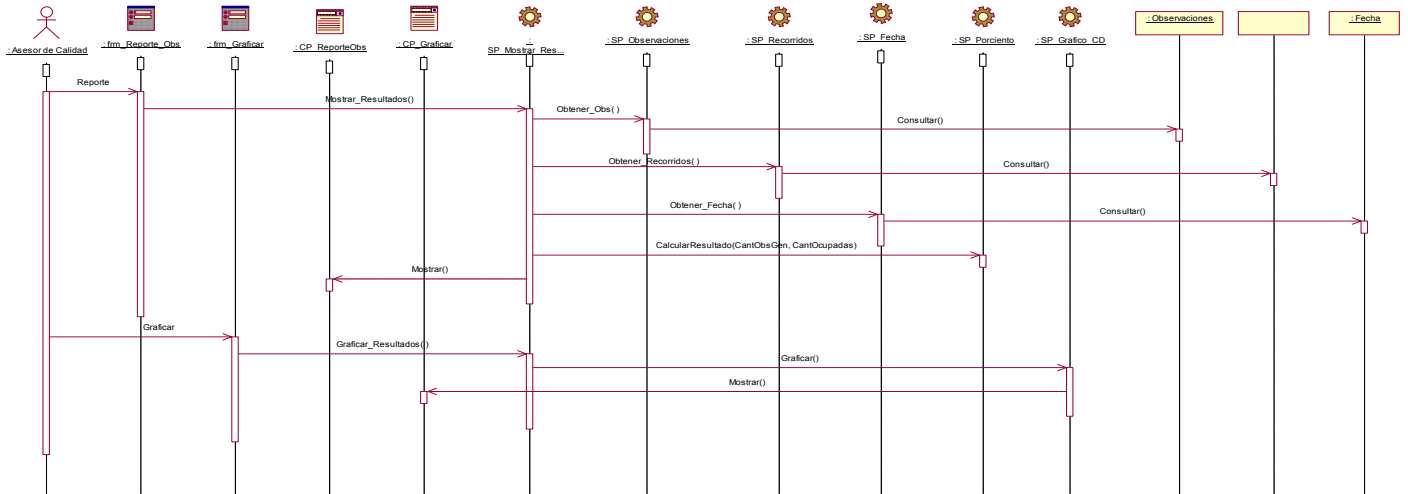 : Asesor de Calidad
: frm_Reporte_Obs
: frm_Graficar
: CP_ReporteObs
: CP_Graficar
:
SP_Mostrar_Res...
: SP_Observaciones
: SP_Recorridos
: SP_Fecha
: SP_Porciento
: SP_Grafico_CD
: Observaciones
: Fecha
Reporte
Mostrar_Resultados()
Obtener_Obs( )
Consultar()
Obtener_Recorridos( )
Consultar()
Obtener_Fecha( )
Consultar()
CalcularResultado(CantObsGen, CantOcupadas)
Mostrar()
Graficar
Graficar_Resultados( )
Graficar()
Mostrar()